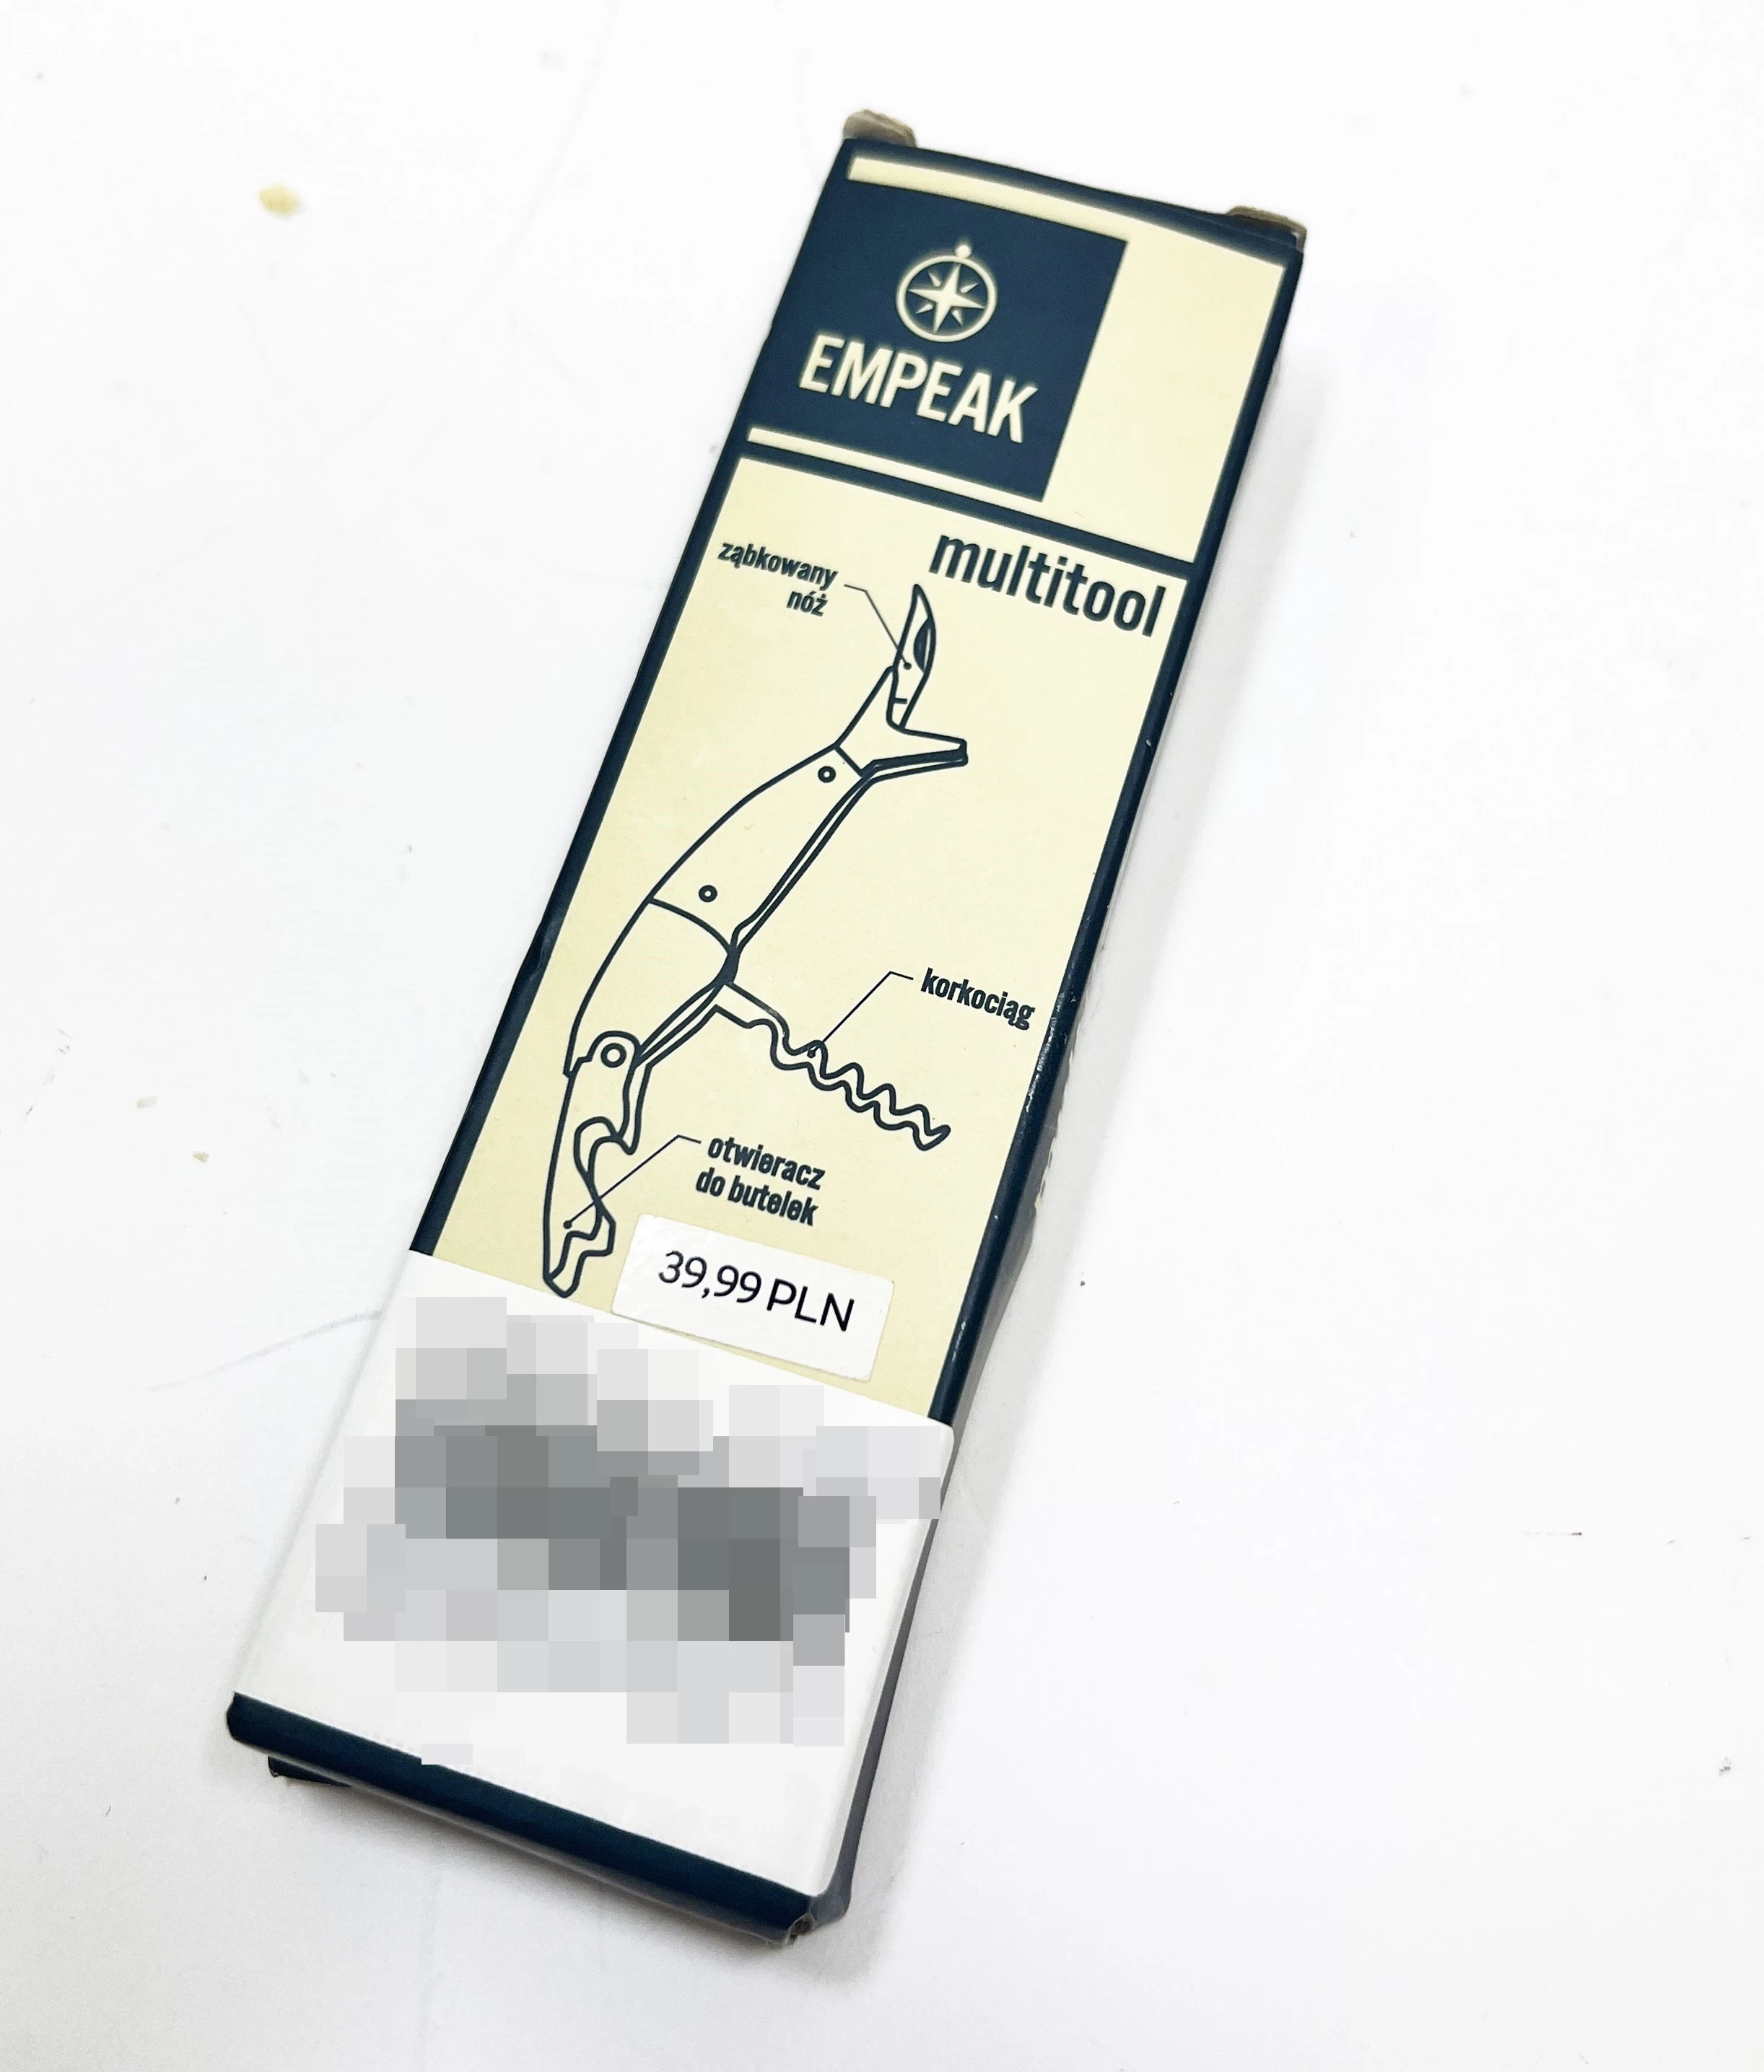 EMPEAK
multitool
ząbkowany
nóż
korkociąg
otwieracz
do butelek
39,99 PLN